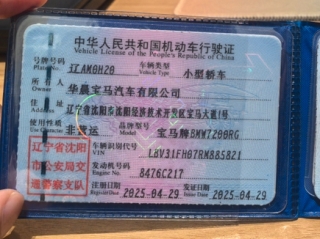 中华人民共和国机动车行驶证
Vehicle License of the People's Republic of China
号牌号码 辽AK0H20 车辆类型 小型轿车
Plate No. Vehicle Type
所有人 华晨宝马汽车有限公司
Owner
住址 辽宁省沈阳市沈阳经济技术开发区宝马大道1号
Address
使用性质 非营运 品牌型号 宝马牌BMW7200RG
Use Character Model
辽宁省沈阳 车辆识别代号
市公安局交 VIN
通警察支队 发动机号码 8476C217
Engine No.
注册日期 2025-04-29 发证日期 2025-04-29
Register Date Issue Date
2025-04-29